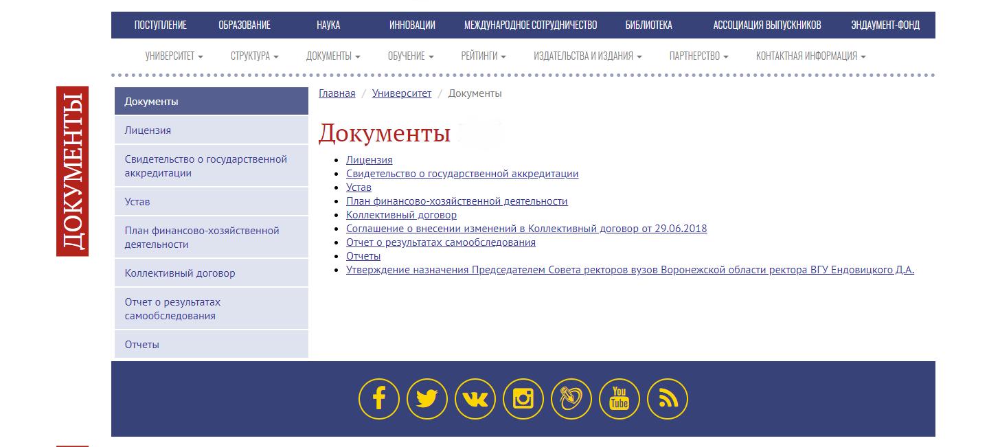 ПОСТУПЛЕНИЕ ОБРАЗОВАНИЕ НАУКА ИННОВАЦИИ МЕЖДУНАРОДНОЕ СОТРУДНИЧЕСТВО БИБЛИОТЕКА АССОЦИАЦИЯ ВЫПУСКНИКОВ ЭНДАУМЕНТ-ФОНД
УНИВЕРСИТЕТ СТРУКТУРА ДОКУМЕНТЫ ОБУЧЕНИЕ РЕЙТИНГИ ИЗДАТЕЛЬСТВА И ИЗДАНИЯ ПАРТНЕРСТВО КОНТАКТНАЯ ИНФОРМАЦИЯ
ДОКУМЕНТЫ
Документы
Лицензия
Свидетельство о государственной
аккредитации
Устав
План финансово-хозяйственной
деятельности
Коллективный договор
Отчет о результатах
самообследования
Отчеты
Главная / Университет / Документы
Документы
Лицензия
Свидетельство о государственной аккредитации
Устав
План финансово-хозяйственной деятельности
Коллективный договор
Соглашение о внесении изменений в Коллективный договор от 29.06.2018
Отчет о результатах самообследования
Отчеты
Утверждение назначения Председателем Совета ректоров вузов Воронежской области ректора ВГУ Ендовицкого Д.А.
You
Tube